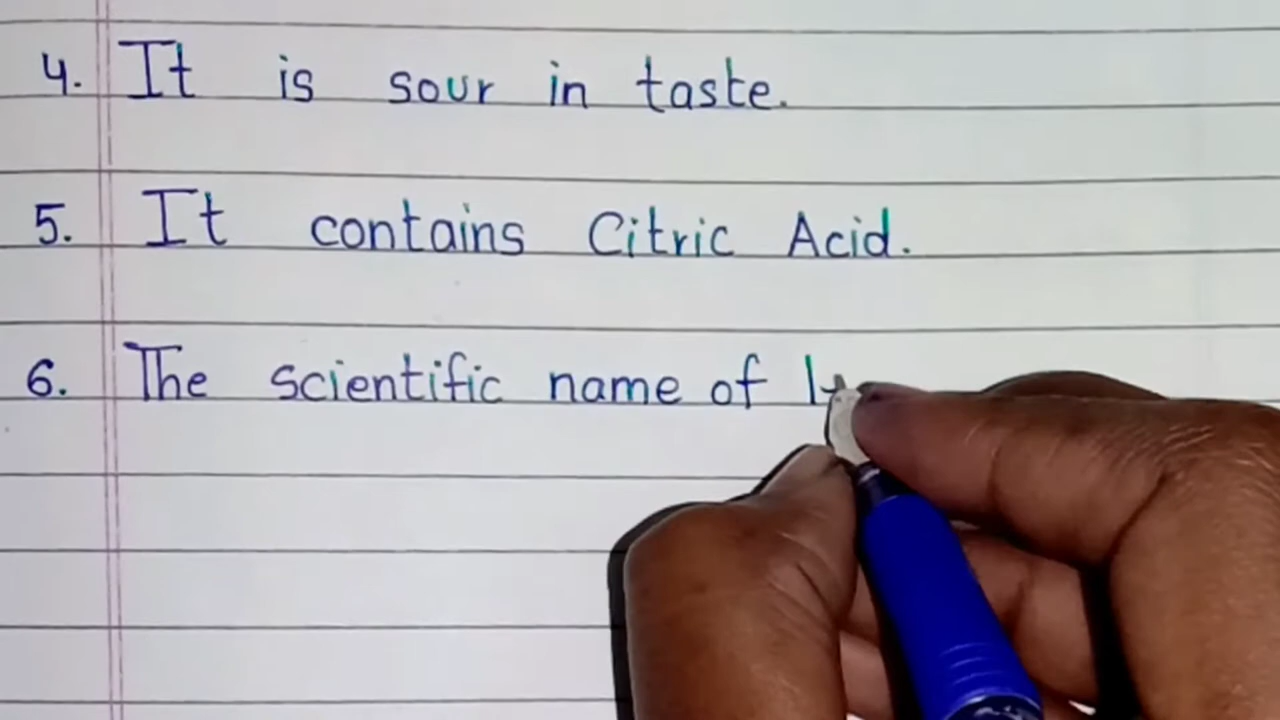 4. It is sour in taste.
5. It contains Citric Acid.
6. The scientific name of